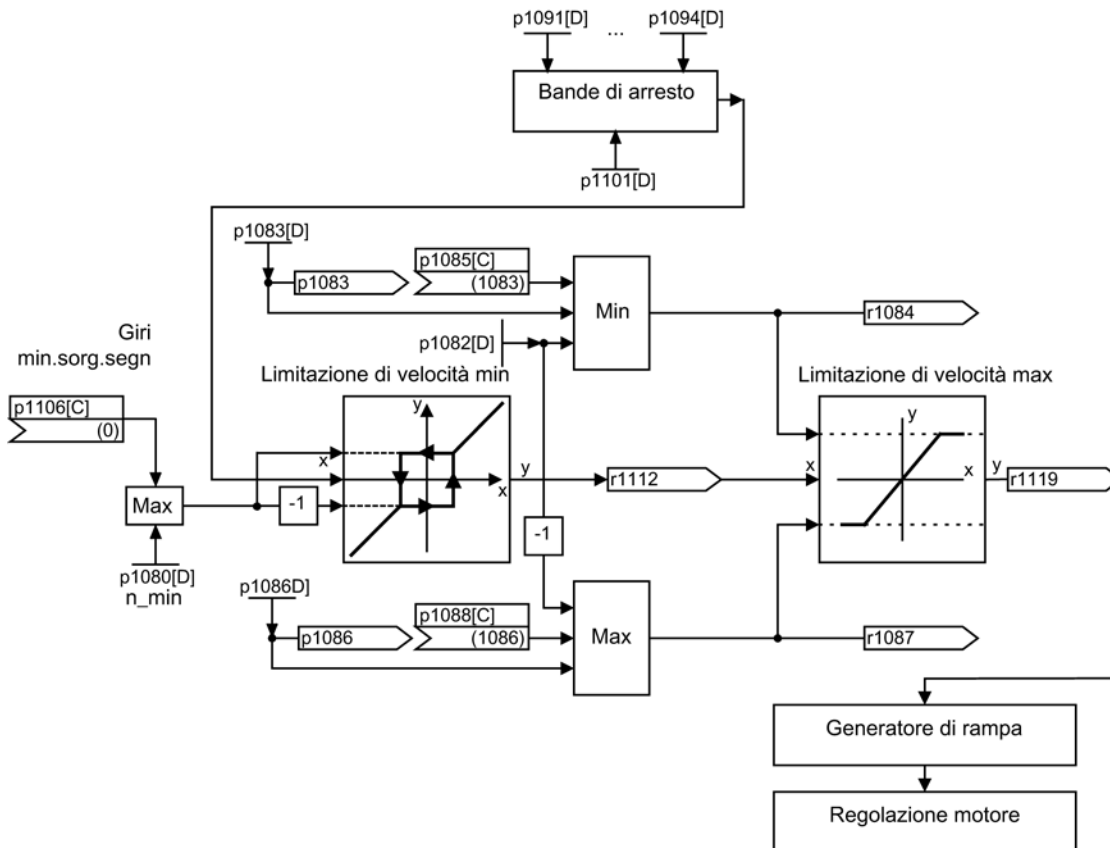 p1091[D] ... p1094[D]
Bande di arresto
p1101[D]
p1083[D]
p1085[C]
p1083 (1083)
Min
r1084
Giri
min.sorg.segn
p1082[D]
Limitazione di velocità min
Limitazione di velocità max
p1106[C]
(0)
y
y
x
y
r1112
x
x
y
r1119
x
Max
-1
-1
p1080[D]
n_min
p1086D]
p1088[C]
p1086 (1086)
Max
r1087
Generatore di rampa
Regolazione motore